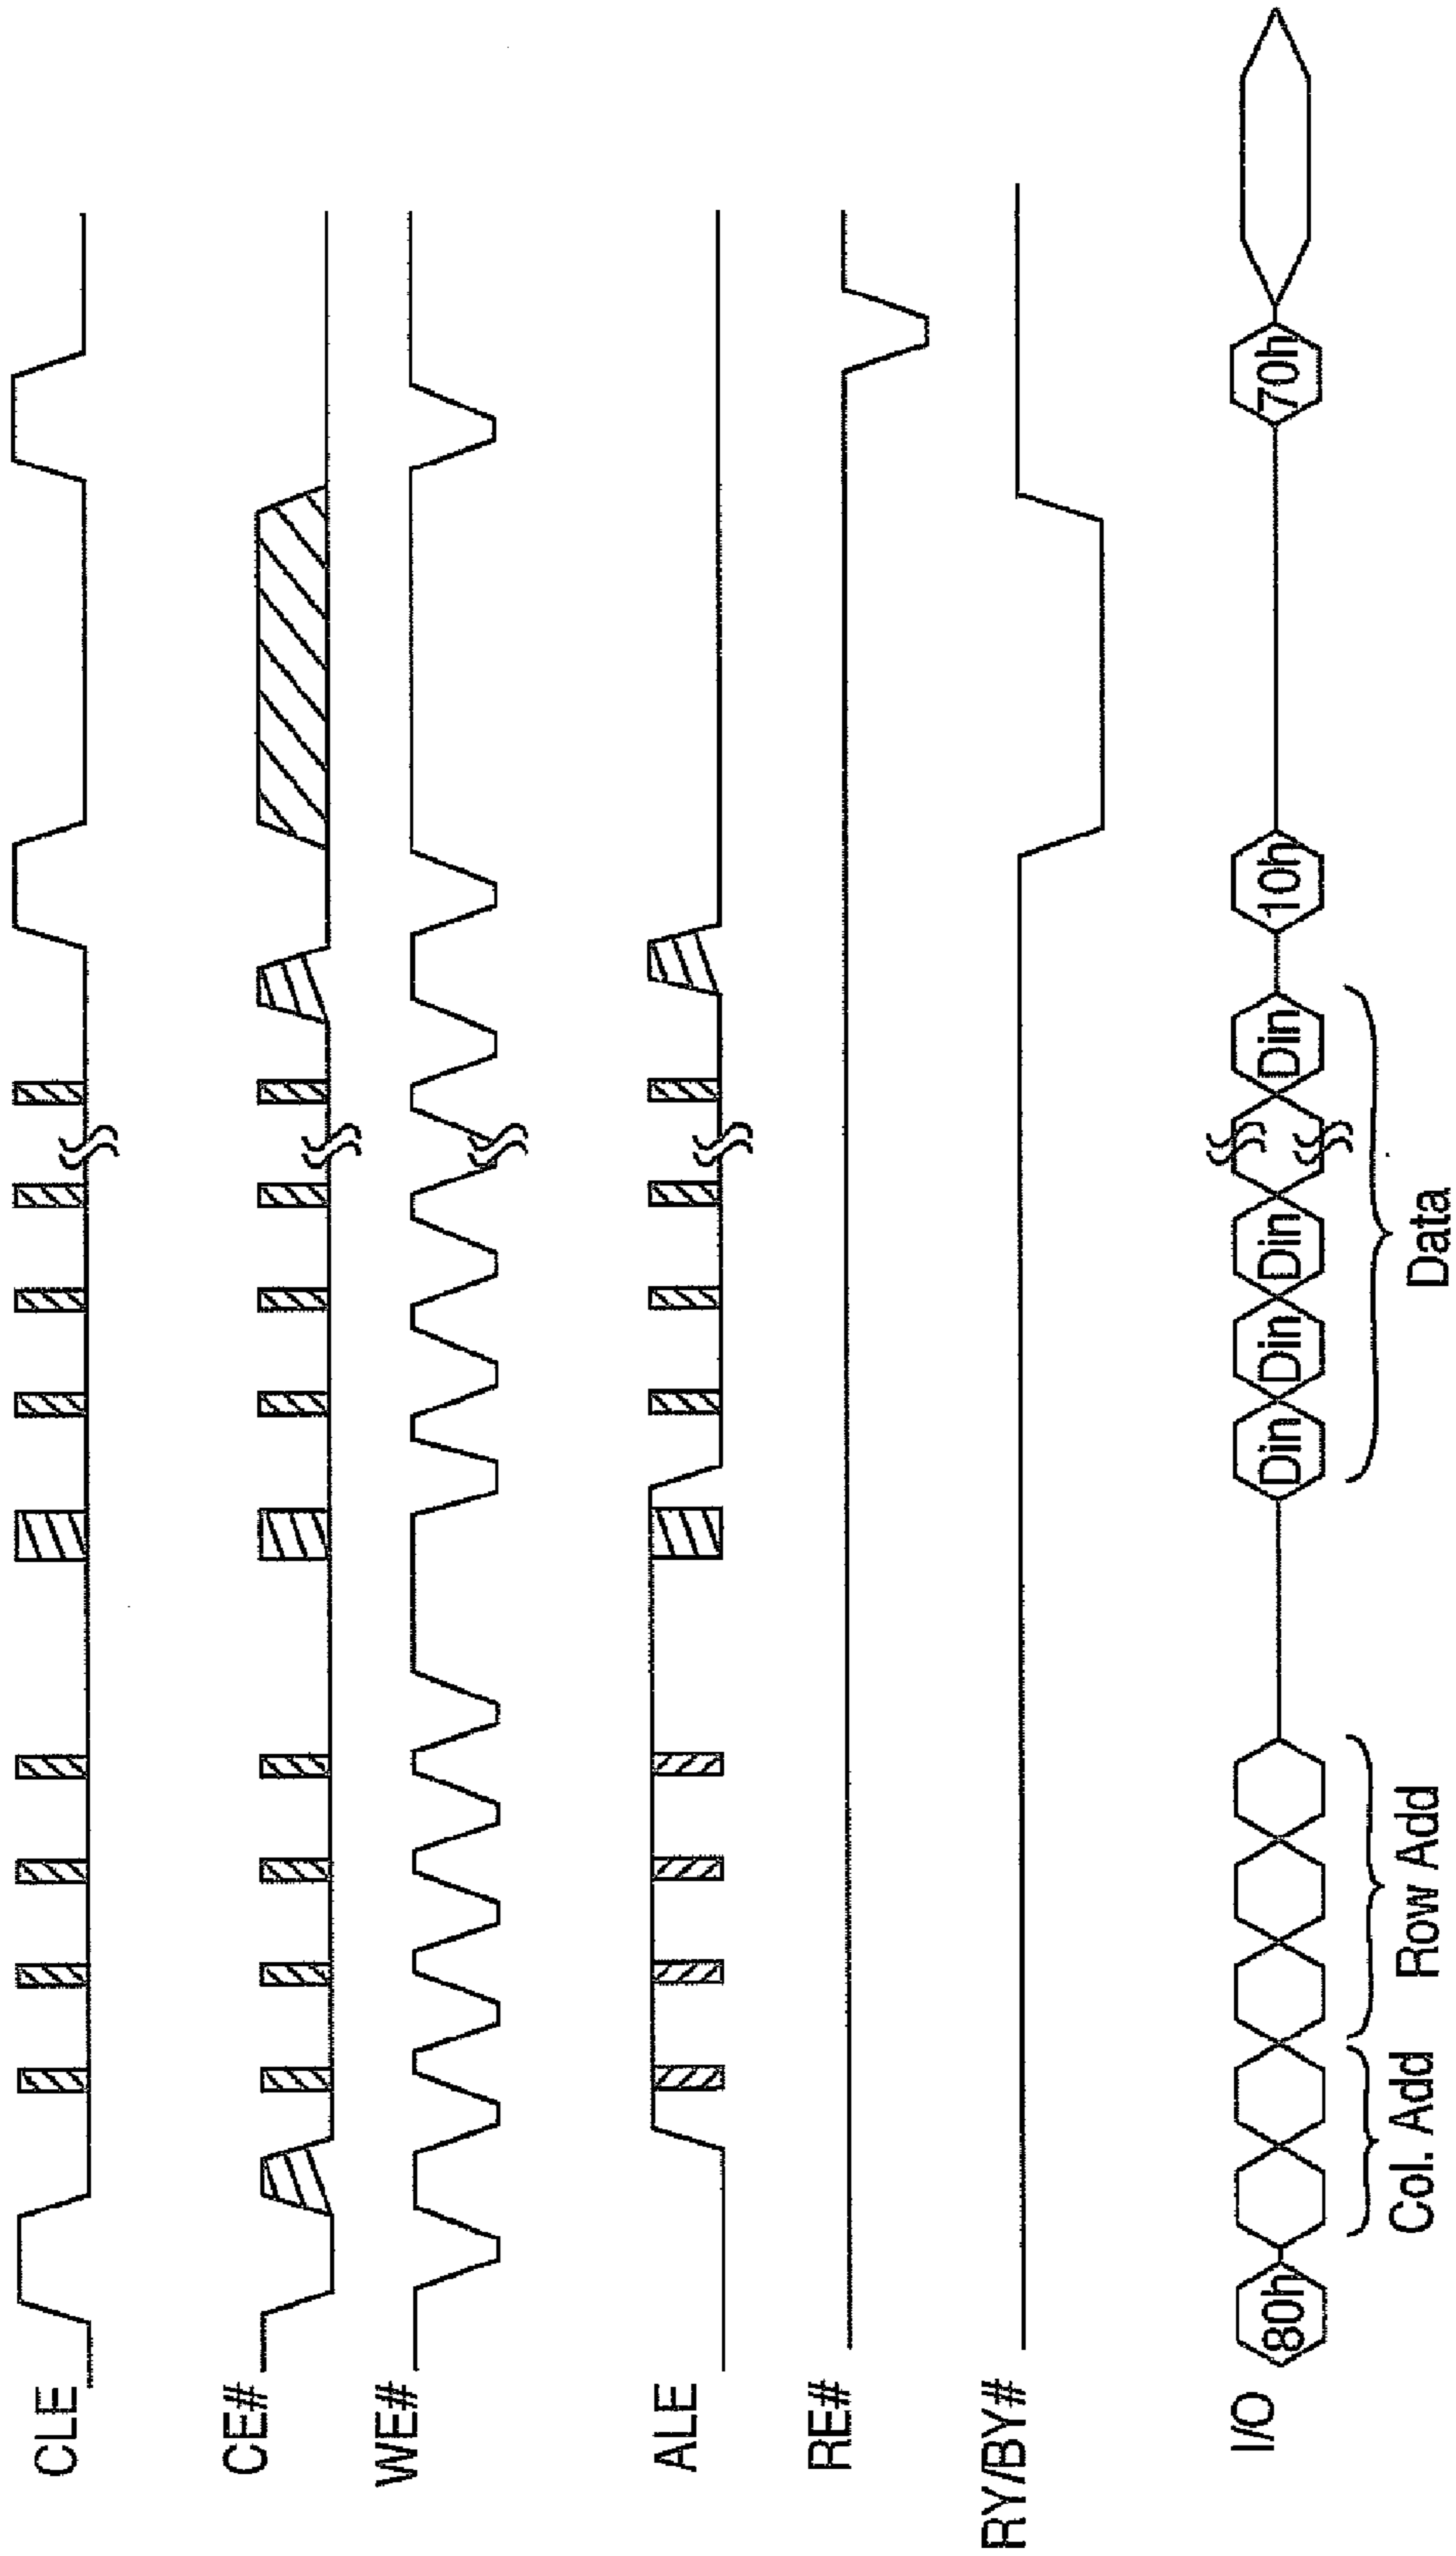 CLE
CE#
WE#
ALE
RE#
RY/BY#
I/O
80h
10h
70h
Din
Din
Din
Din
Col. Add
Row Add
Data